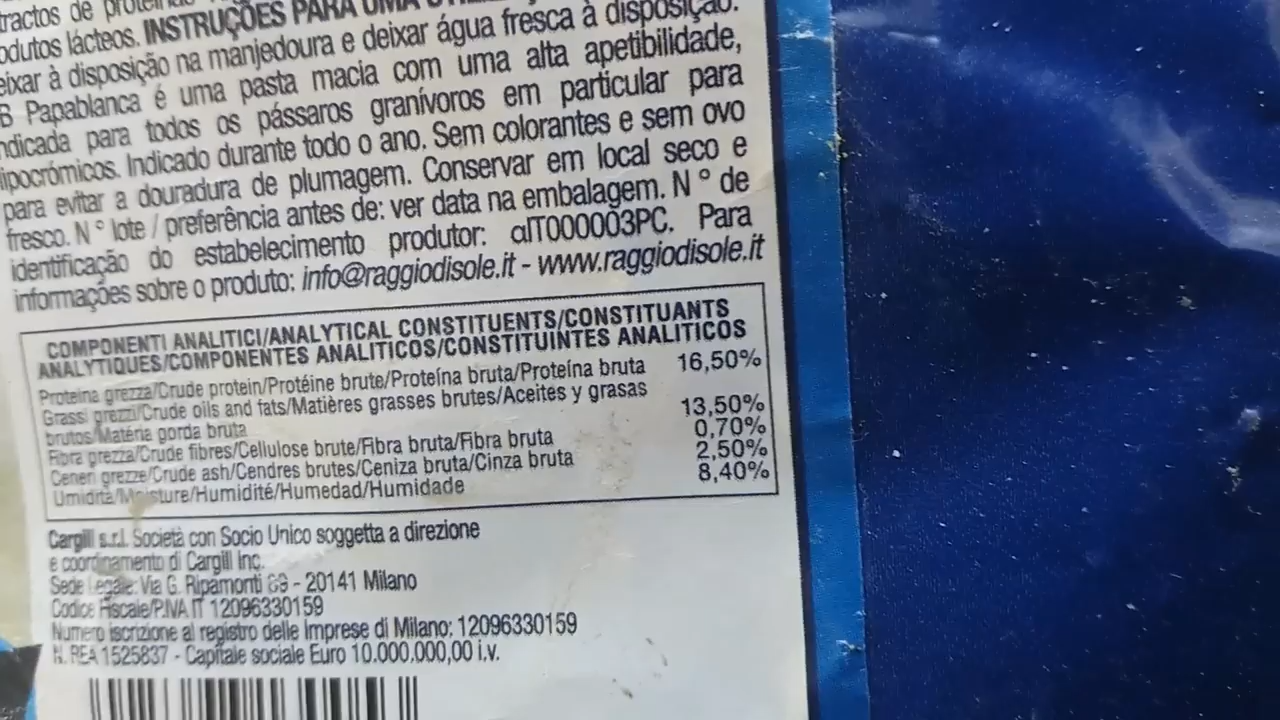 tractos de
odutos lácteos. INSTRUÇÕES PARA UMA
eixar à disposição na manjedoura e deixar água fresca à disposição.
B Papablanca é uma pasta macia com uma alta apetibilidade,
ndicada para todos os pássaros granívoros em particular para
lipocrómicos. Indicado durante todo o ano. Sem colorantes e sem ovo
para evitar a douradura de plumagem. Conservar em local seco e
fresco. N° lote / preferência antes de: ver data na embalagem. N° de
identificação do estabelecimento produtor: αIT000003PC. Para
informações sobre o produto: info@raggiodisole.it - www.raggiodisole.it
COMPONENTI ANALITICI/ANALYTICAL CONSTITUENTS/CONSTITUANTS
ANALYTIQUES/COMPONENTES ANALITICOS/CONSTITUINTES ANALITICOS
Proteina grezza/Crude protein/Protéine brute/Proteína bruta/Proteína bruta 16,50%
Grassi grezzi/Crude oils and fats/Matières grasses brutes/Aceites y grasas
brutos/Matéria gorda bruta 13,50%
Fibra grezza/Crude fibres/Cellulose brute/Fibra bruta/Fibra bruta 0,70%
Ceneri grezze/Crude ash/Cendres brutes/Ceniza bruta/Cinza bruta 2,50%
Umidità/Moisture/Humidité/Humedad/Humidade 8,40%
Cargill s.r.l. Società con Socio Unico soggetta a direzione
e coordinamento di Cargill Inc.
Sede Legale: Via G. Ripamonti 89 - 20141 Milano
Codice Fiscale/P.IVA IT 12096330159
Numero iscrizione al registro delle Imprese di Milano: 12096330159
N. REA 1525837 - Capitale sociale Euro 10.000.000,00 i.v.